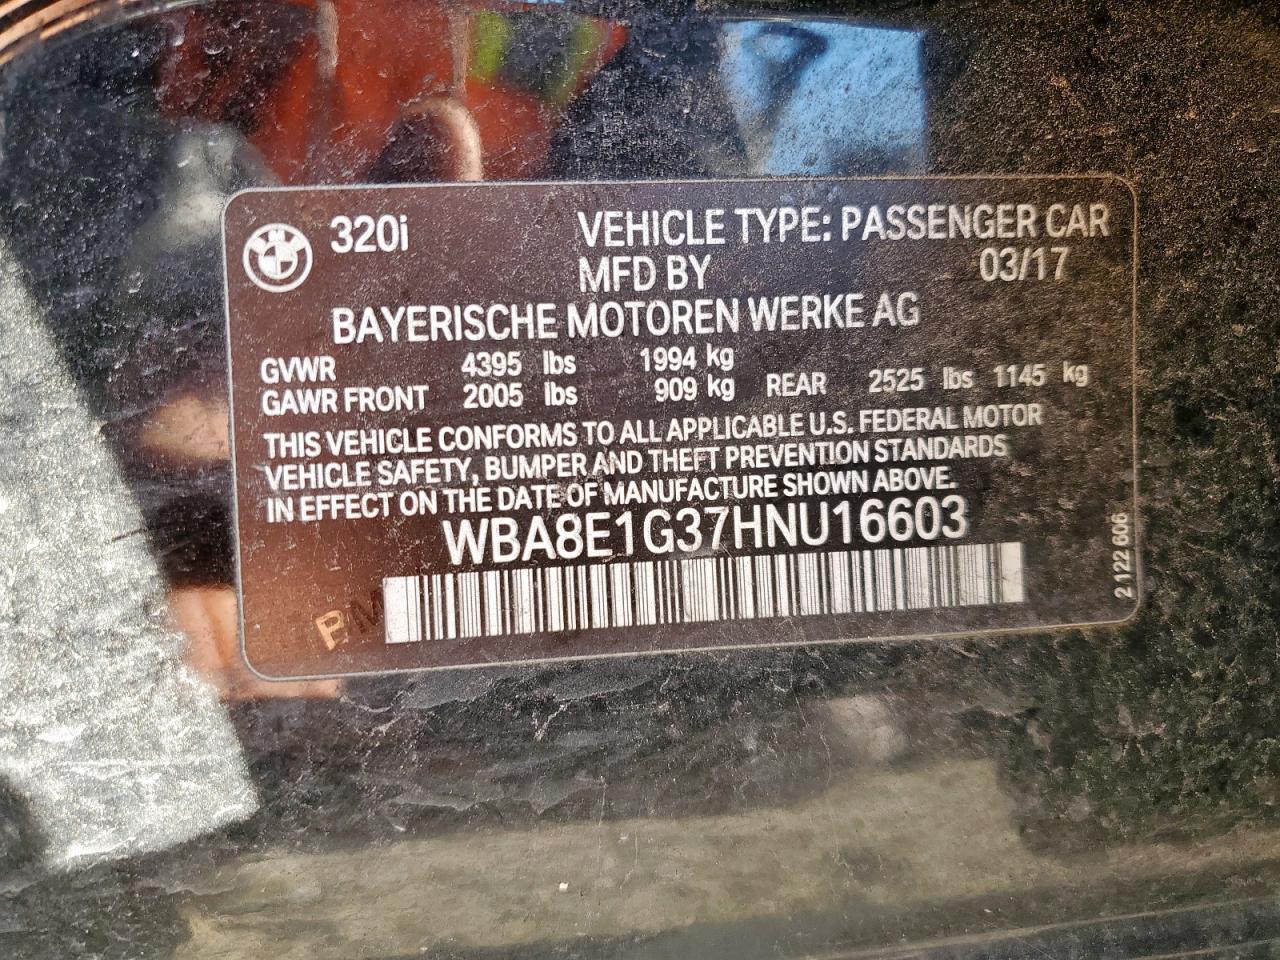 320i VEHICLE TYPE: PASSENGER CAR
MFD BY 03/17
BAYERISCHE MOTOREN WERKE AG
GVWR 4395 lbs 1994 kg
GAWR FRONT 2005 lbs 909 kg REAR 2525 lbs 1145 kg
THIS VEHICLE CONFORMS TO ALL APPLICABLE U.S. FEDERAL MOTOR
VEHICLE SAFETY, BUMPER AND THEFT PREVENTION STANDARDS
IN EFFECT ON THE DATE OF MANUFACTURE SHOWN ABOVE.
WBA8E1G37HNU16603
2 122 606